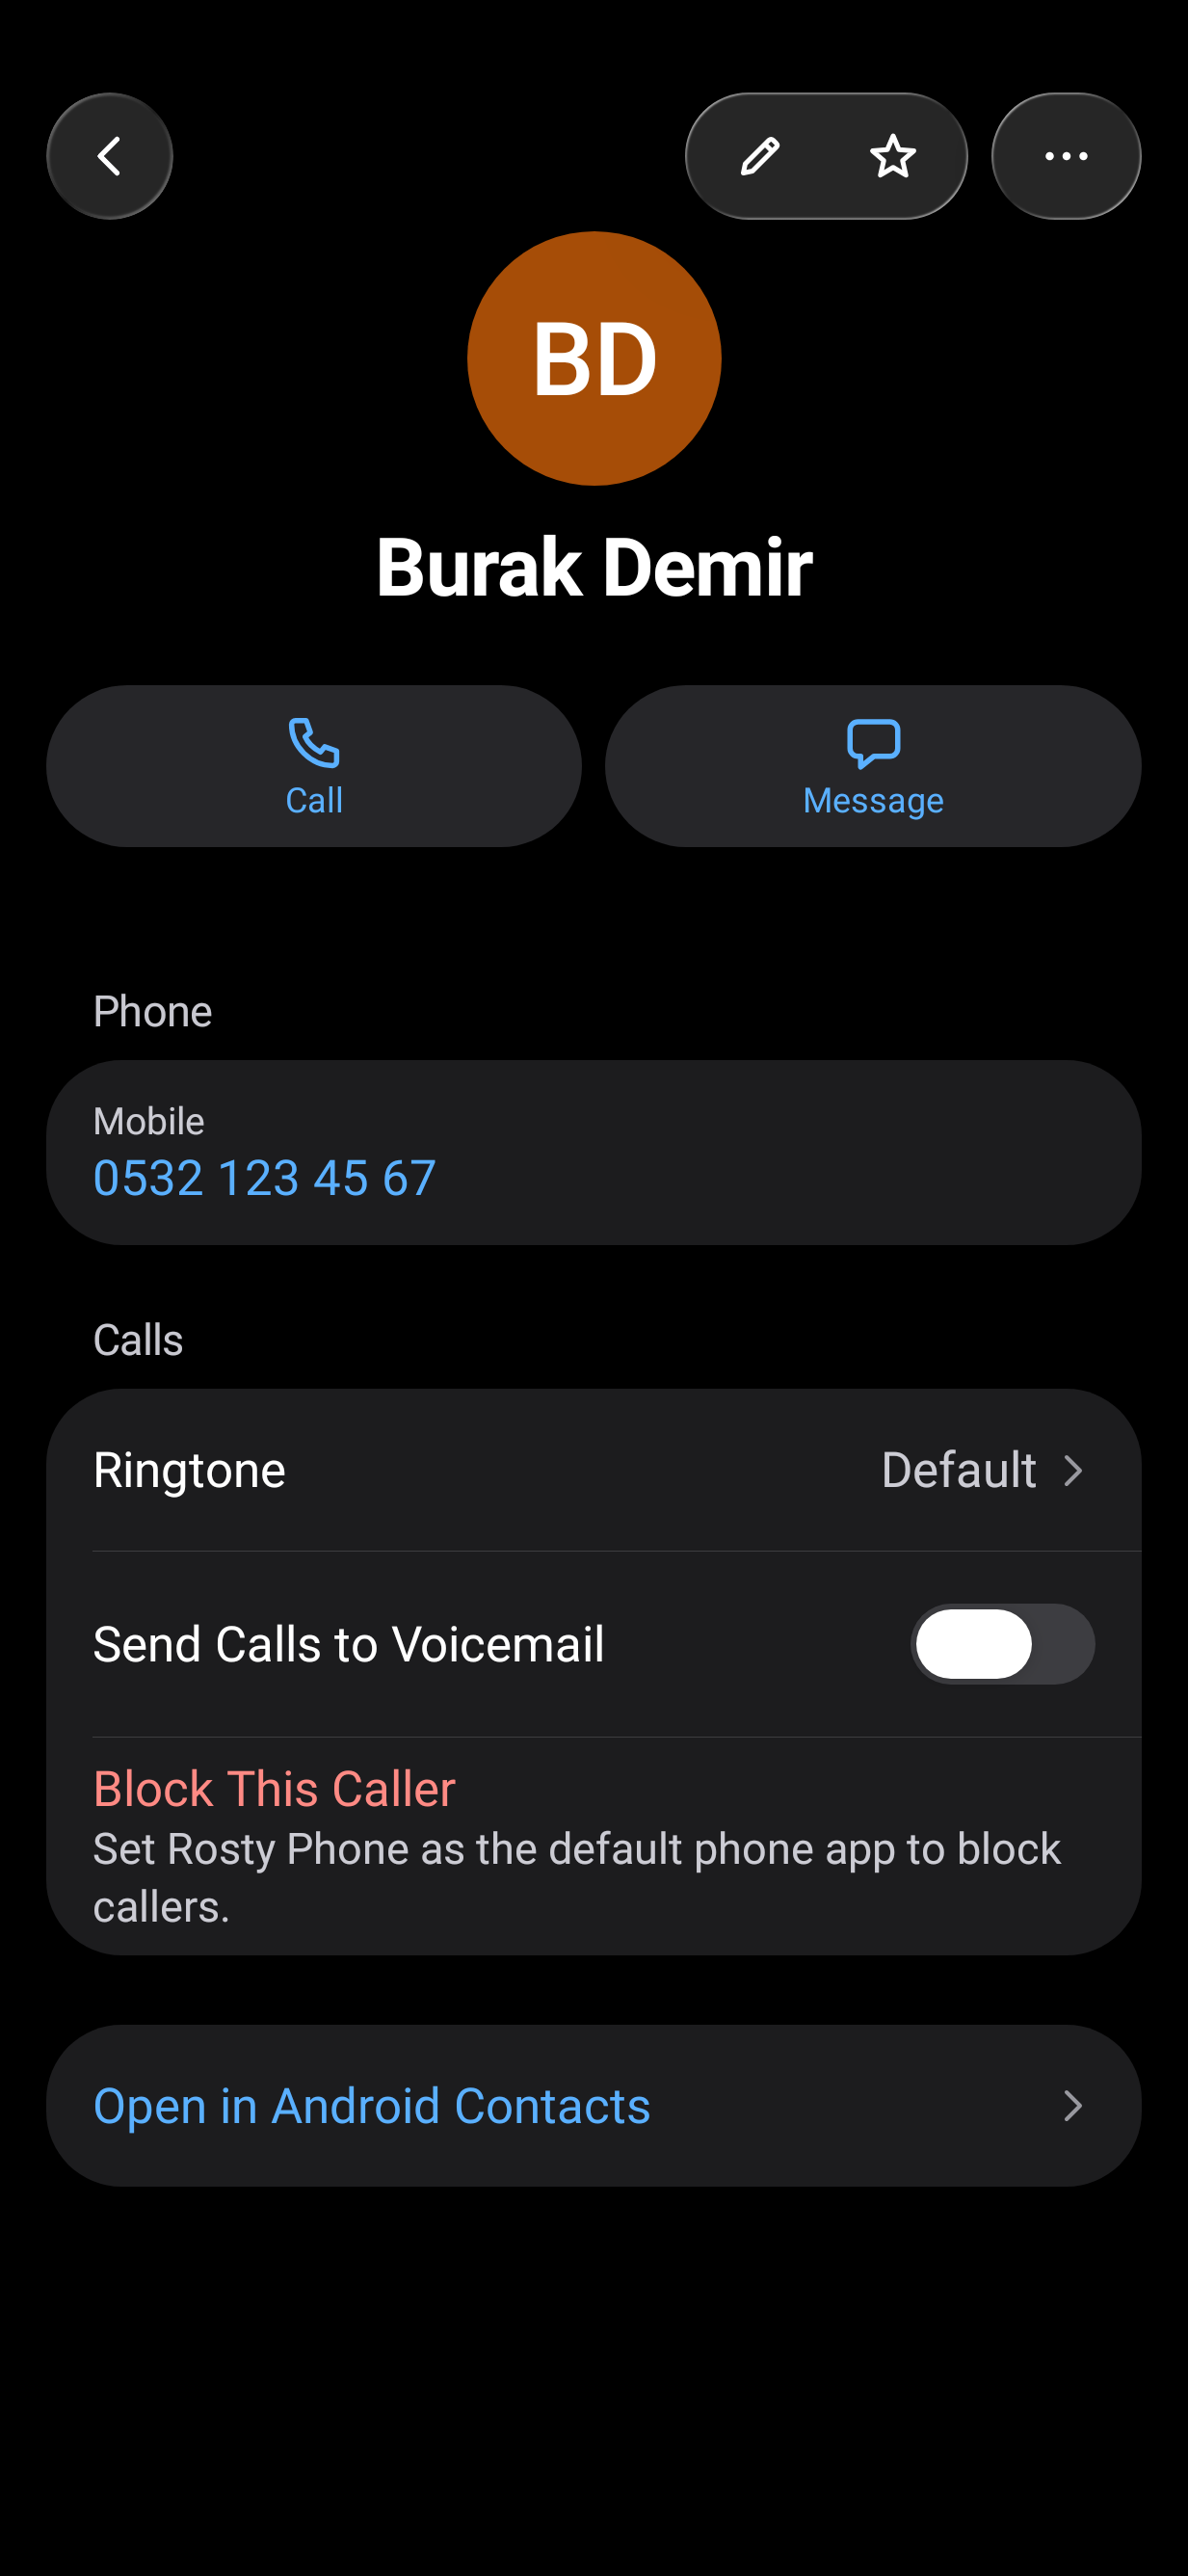 BD
Burak Demir
Call
Message
Phone
Mobile
0532 123 45 67
Calls
Ringtone
Default
Send Calls to Voicemail
Block This Caller
Set Rosty Phone as the default phone app to block
callers.
Open in Android Contacts